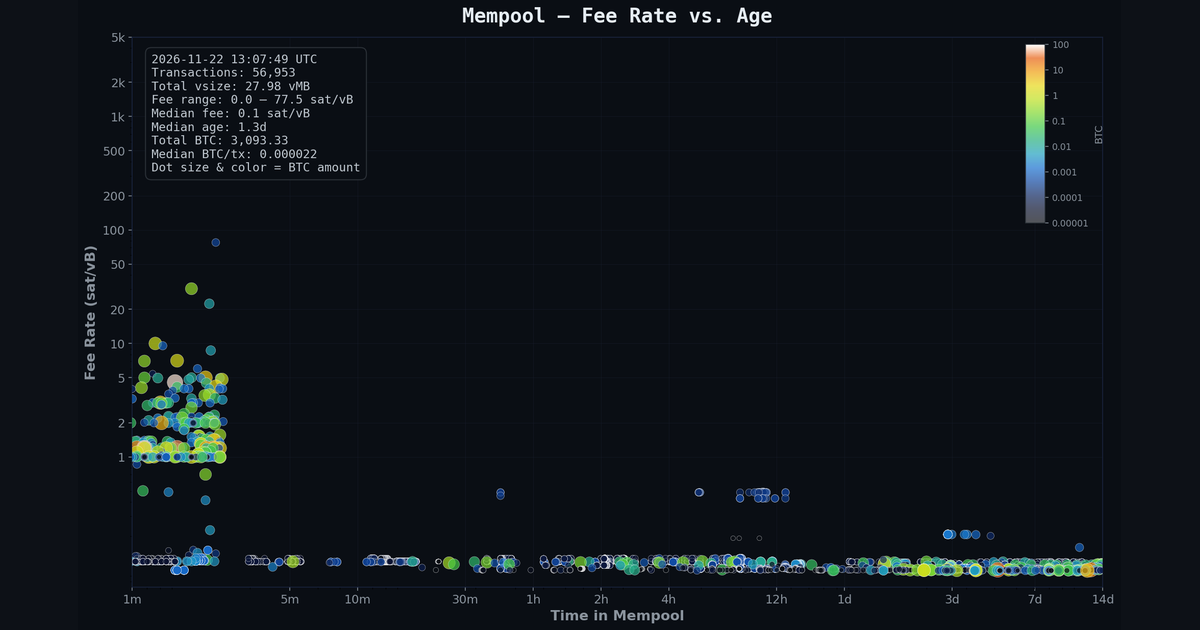 Mempool — Fee Rate vs. Age
2026-11-22 13:07:49 UTC
Transactions: 56,953
Total vsize: 27.98 vMB
Fee range: 0.0 — 77.5 sat/vB
Median fee: 0.1 sat/vB
Median age: 1.3d
Total BTC: 3,093.33
Median BTC/tx: 0.000022
Dot size & color = BTC amount
5k
2k
1k
500
200
100
50
20
10
5
2
1
Fee Rate (sat/vB)
100
10
1
0.1
0.01
0.001
0.0001
0.00001
BTC
1m 5m 10m 30m 1h 2h 4h 12h 1d 3d 7d 14d
Time in Mempool